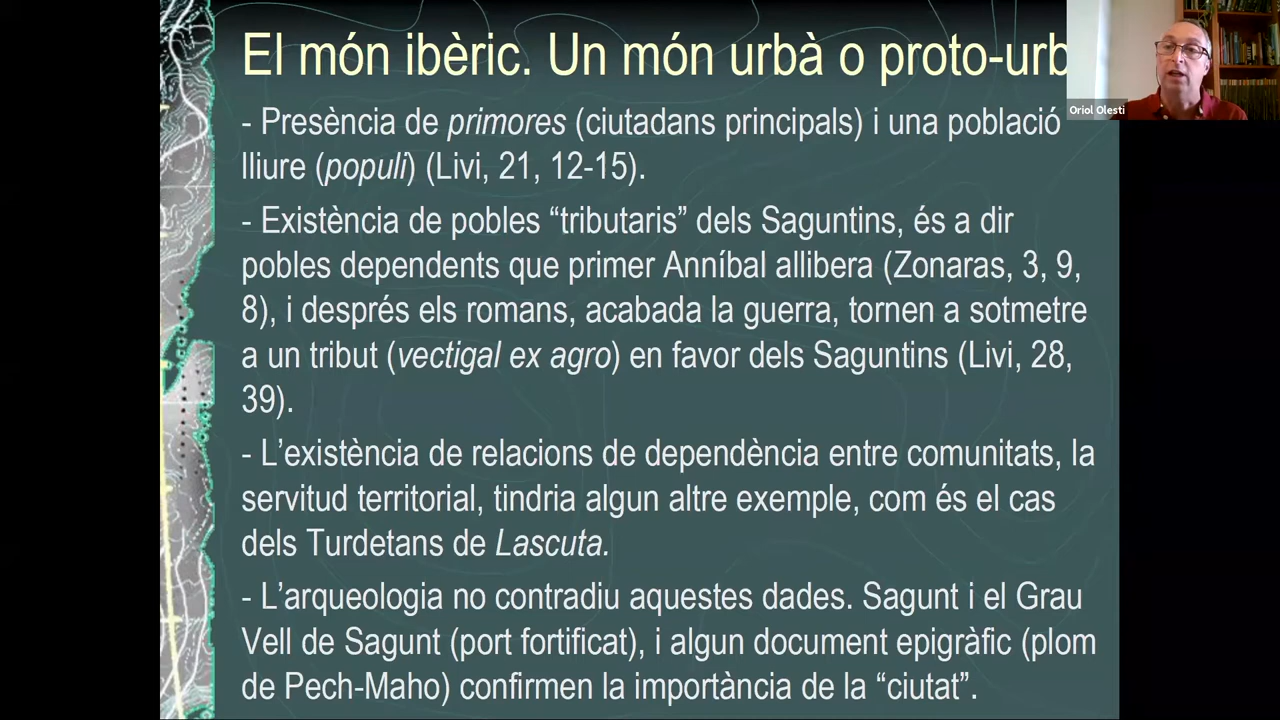 El món ibèric. Un món urbà o proto-urb
Oriol Olesti
- Presència de primores (ciutadans principals) i una població
lliure (populi) (Livi, 21, 12-15).
- Existència de pobles “tributaris” dels Saguntins, és a dir
pobles dependents que primer Anníbal allibera (Zonaras, 3, 9,
8), i després els romans, acabada la guerra, tornen a sotmetre
a un tribut (vectigal ex agro) en favor dels Saguntins (Livi, 28,
39).
- L’existència de relacions de dependència entre comunitats, la
servitud territorial, tindria algun altre exemple, com és el cas
dels Turdetans de Lascuta.
- L’arqueologia no contradiu aquestes dades. Sagunt i el Grau
Vell de Sagunt (port fortificat), i algun document epigràfic (plom
de Pech-Maho) confirmen la importància de la “ciutat”.